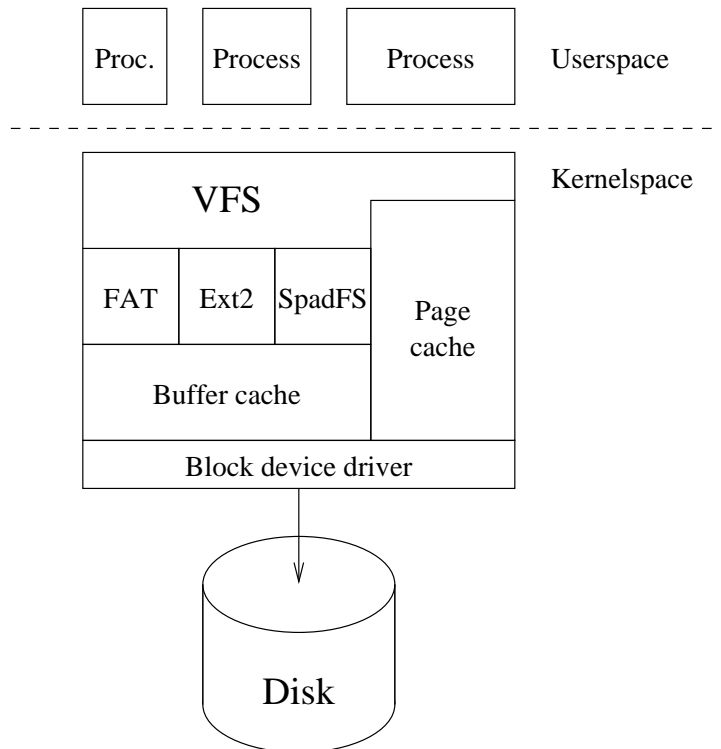 Proc. Process Process Userspace
Kernelspace
VFS
FAT Ext2 SpadFS
Page
cache
Buffer cache
Block device driver
Disk